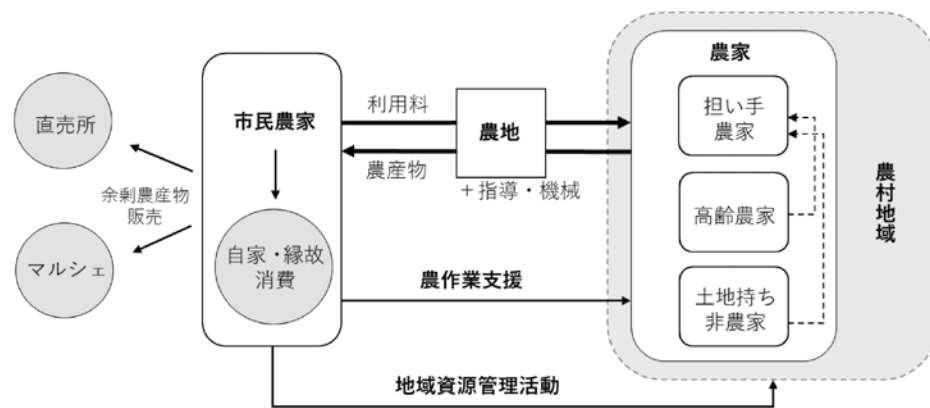 直売所
余剰農産物
販売
マルシェ
市民農家
自家・縁故
消費
利用料
農産物
農地
＋指導・機械
農作業支援
地域資源管理活動
農家
担い手
農家
高齢農家
土地持ち
非農家
農村地域